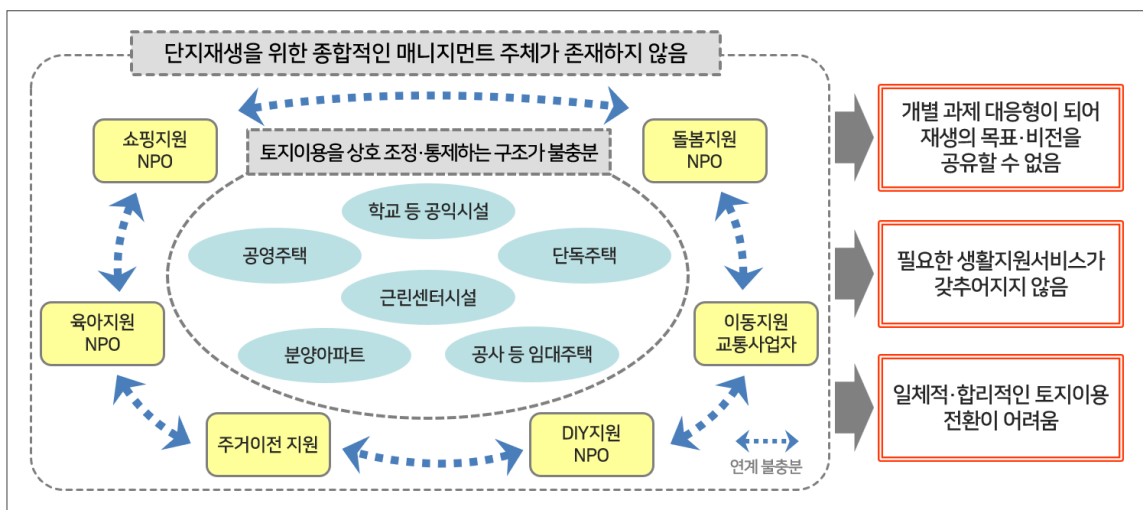 단지재생을 위한 종합적인 매니지먼트 주체가 존재하지 않음
쇼핑지원
NPO
돌봄지원
NPO
토지이용을 상호 조정·통제하는 구조가 불충분
학교 등 공익시설
공영주택
단독주택
근린센터시설
분양아파트
공사 등 임대주택
육아지원
NPO
이동지원
교통사업자
주거이전 지원
DIY지원
NPO
연계 불충분
개별 과제 대응형이 되어
재생의 목표·비전을
공유할 수 없음
필요한 생활지원서비스가
갖추어지지 않음
일체적·합리적인 토지이용
전환이 어려움